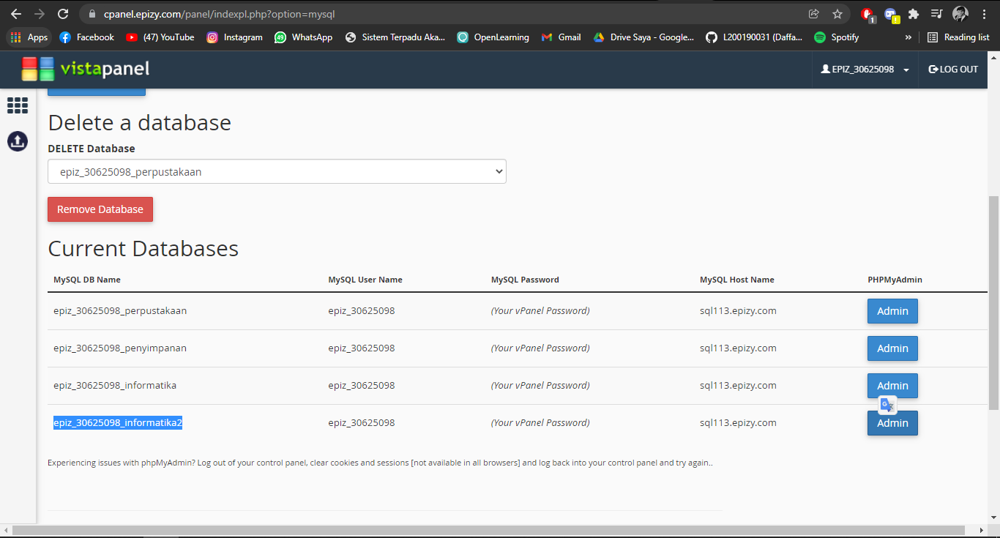 cpanel.epizy.com/panel/indexpl.php?option=mysql
1
!
Apps Facebook (47) YouTube Instagram 49 WhatsApp Sistem Terpadu Aka... OpenLearning Gmail Drive Saya - Google... L200190031 (Daffa... Spotify » Reading list
vistapanel EPIZ_30625098 LOG OUT
Delete a database
DELETE Database
epiz_30625098_perpustakaan
Remove Database
Current Databases
MySQL DB Name MySQL User Name MySQL Password MySQL Host Name PHPMyAdmin
epiz_30625098_perpustakaan epiz_30625098 (Your vPanel Password) sql113.epizy.com Admin
epiz_30625098_penyimpanan epiz_30625098 (Your vPanel Password) sql113.epizy.com Admin
epiz_30625098_informatika epiz_30625098 (Your vPanel Password) sql113.epizy.com Admin
G
epiz_30625098_informatika2 epiz_30625098 (Your vPanel Password) sql113.epizy.com Admin
Experiencing issues with phpMyAdmin? Log out of your control panel, clear cookies and sessions [not available in all browsers] and log back into your control panel and try again..